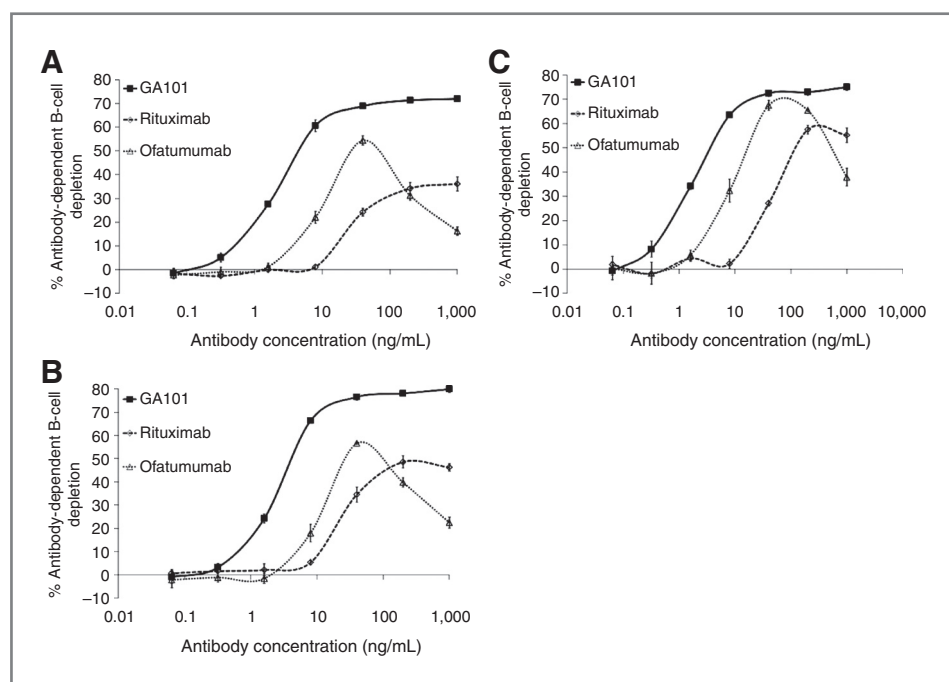 A
% Antibody-dependent B-cell
depletion
80
70
60
50
40
30
20
10
0
−10
GA101
Rituximab
Ofatumumab
0.01 0.1 1 10 100 1,000
Antibody concentration (ng/mL)
C
% Antibody-dependent B-cell
depletion
80
70
60
50
40
30
20
10
0
−10
GA101
Rituximab
Ofatumumab
0.01 0.1 1 10 100 1,000 10,000
Antibody concentration (ng/mL)
B
% Antibody-dependent B-cell
depletion
80
70
60
50
40
30
20
10
0
−10
GA101
Rituximab
Ofatumumab
0.01 0.1 1 10 100 1,000
Antibody concentration (ng/mL)